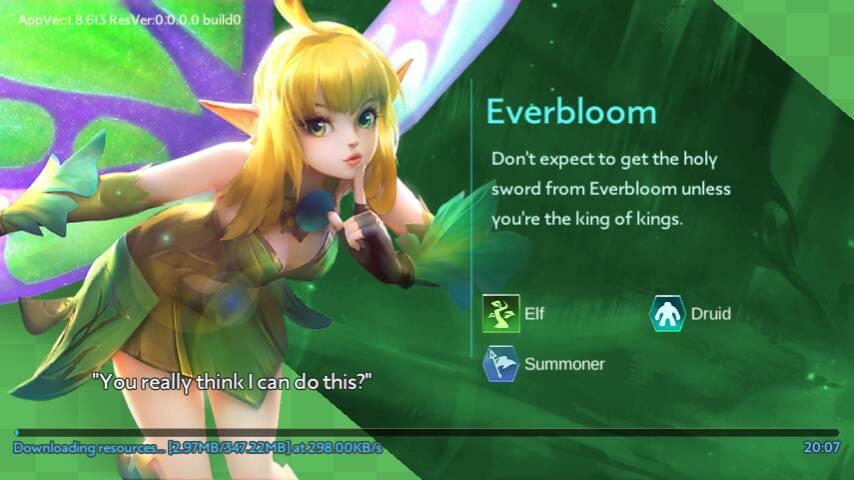 AppVer:1.8.613 ResVer:0.0.0.0 build0
Everbloom
Don't expect to get the holy
sword from Everbloom unless
you're the king of kings.
Elf
Druid
Summoner
"You really think I can do this?"
Downloading resources... [2.97MB/347.22MB] at 298.00KB/s
20:07